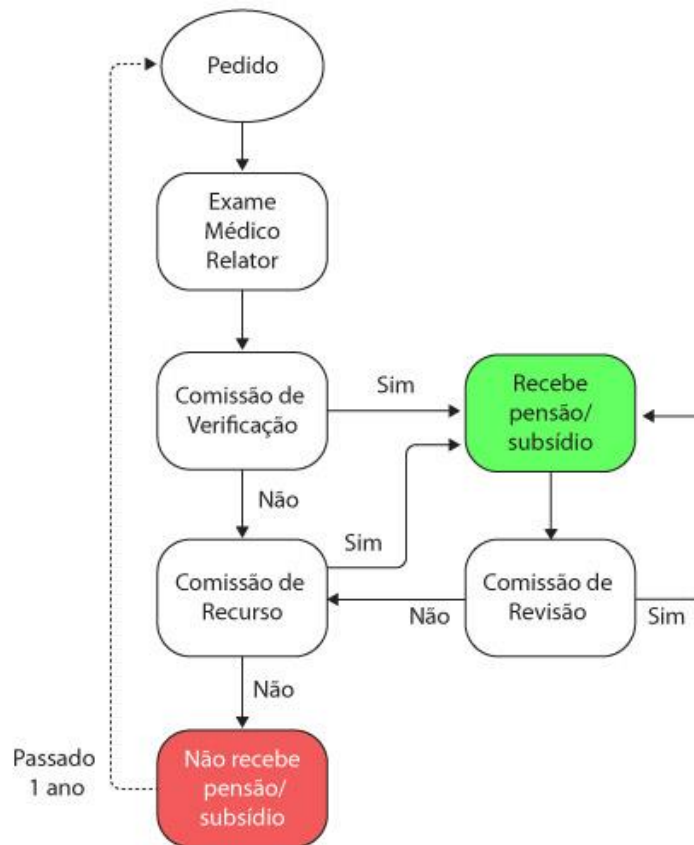 Pedido
Exame
Médico
Relator
Comissão de
Verificação
Sim
Recebe
pensão/
subsídio
Não
Sim
Comissão de
Recurso
Não
Comissão de
Revisão
Sim
Não
Passado
1 ano
Não recebe
pensão/
subsídio